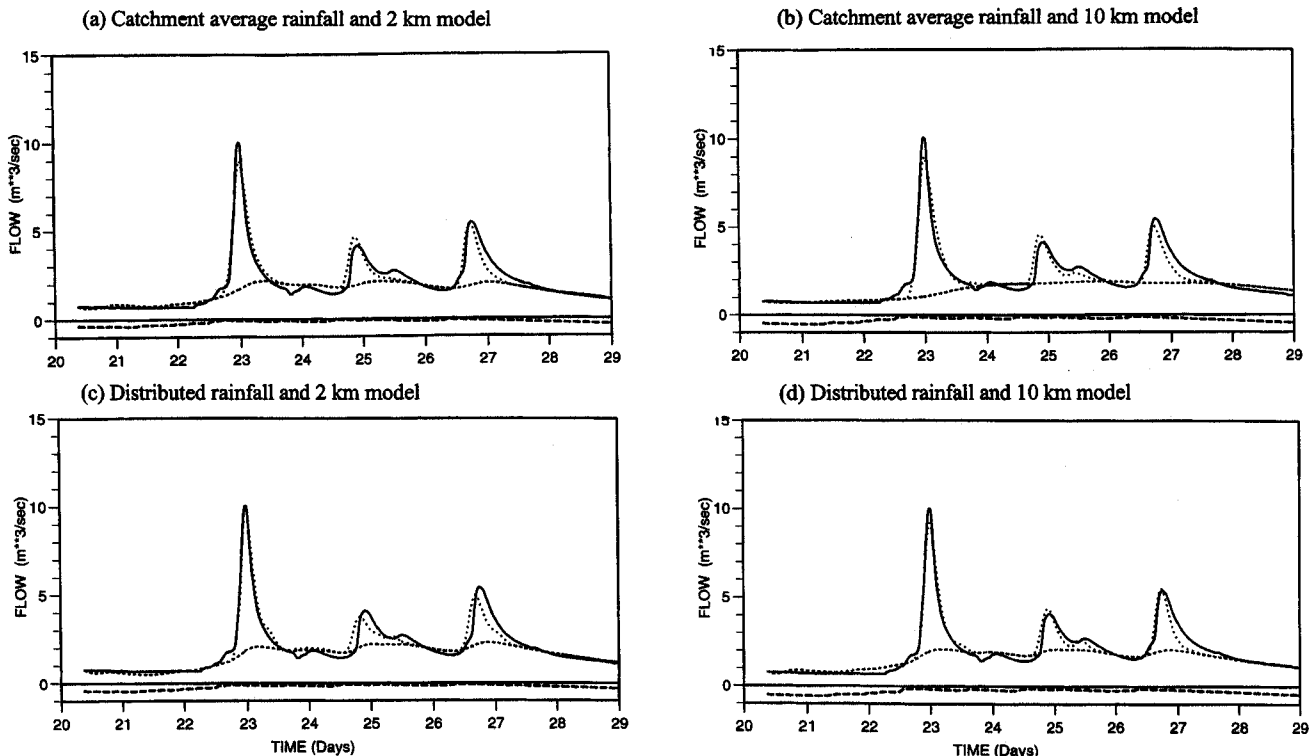 (a) Catchment average rainfall and 2 km model
15
10
5
0
FLOW (m**3/sec)
20 21 22 23 24 25 26 27 28 29
(b) Catchment average rainfall and 10 km model
15
10
5
0
FLOW (m**3/sec)
20 21 22 23 24 25 26 27 28 29
(c) Distributed rainfall and 2 km model
15
10
5
0
FLOW (m**3/sec)
20 21 22 23 24 25 26 27 28 29
TIME (Days)
(d) Distributed rainfall and 10 km model
15
10
5
0
FLOW (m**3/sec)
20 21 22 23 24 25 26 27 28 29
TIME (Days)